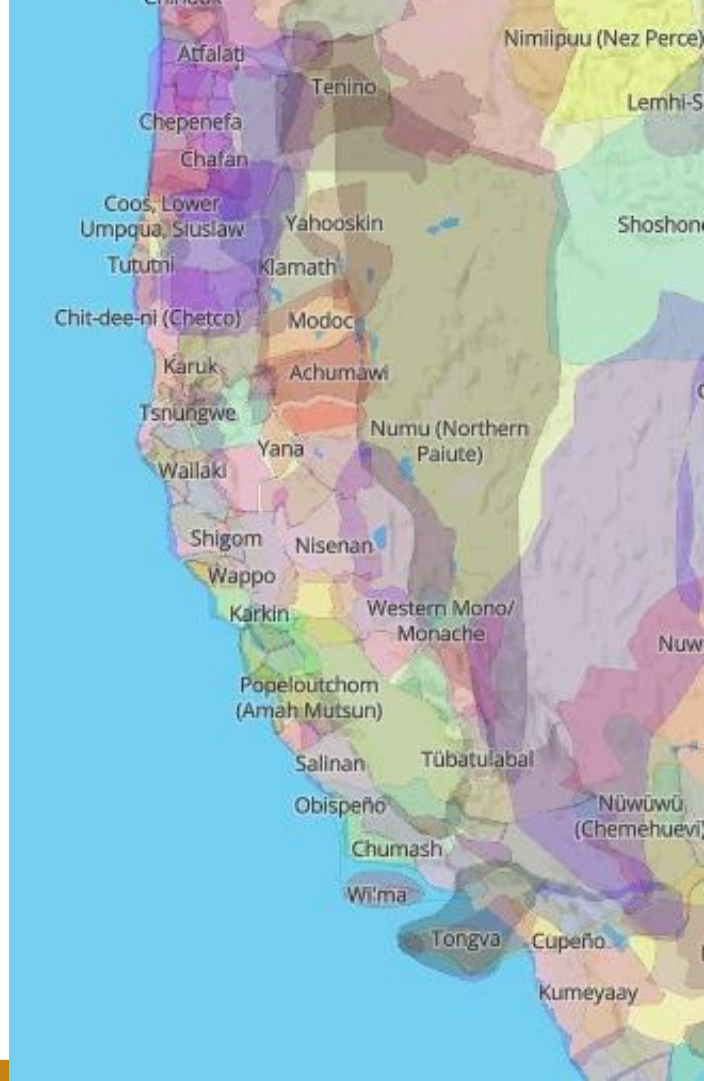 Chinook
Atfalati
Nimiipuu (Nez Perce)
Tenino
Lemhi-S
Chepenefa
Chafan
Coos, Lower
Umpqua, Siuslaw
Yahooskin
Shoshone
Tututni
Klamath
Chit-dee-ni (Chetco)
Modoc
Karuk
Achumawi
Tsnungwe
Numu (Northern
Paiute)
Yana
Wailaki
Shigom
Nisenan
Wappo
Karkin
Western Mono/
Monache
Nuw
Popeloutchom
(Amah Mutsun)
Salinan
Tübatulabal
Obispeño
Nüwüwü
(Chemehuevi)
Chumash
Wi'ma
Tongva
Cupeño
Kumeyaay